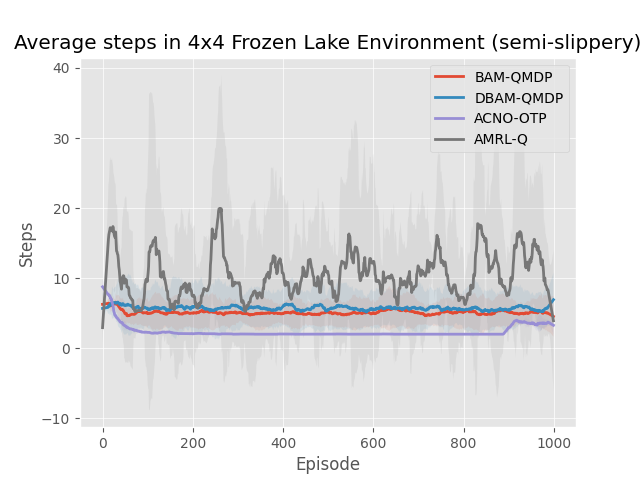 Average steps in 4x4 Frozen Lake Environment (semi-slippery)
40
30
20
10
0
−10
Steps
BAM-QMDP
DBAM-QMDP
ACNO-OTP
AMRL-Q
0 200 400 600 800 1000
Episode